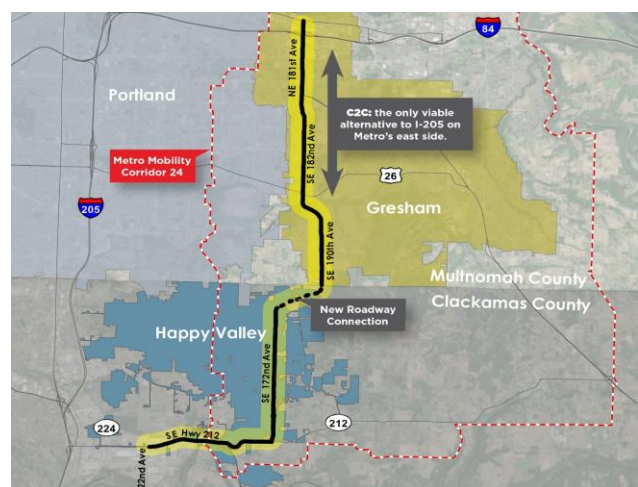 84
NE 181st Ave
Portland
C2C: the only viable
alternative to I-205 on
Metro's east side.
Metro Mobility
Corridor 24
SE 182nd Ave
26
205
Gresham
SE 190th Ave
Multnomah County
Clackamas County
New Roadway
Connection
Happy Valley
SE 172nd Ave
224
SE Hwy 212
212
22nd Ave